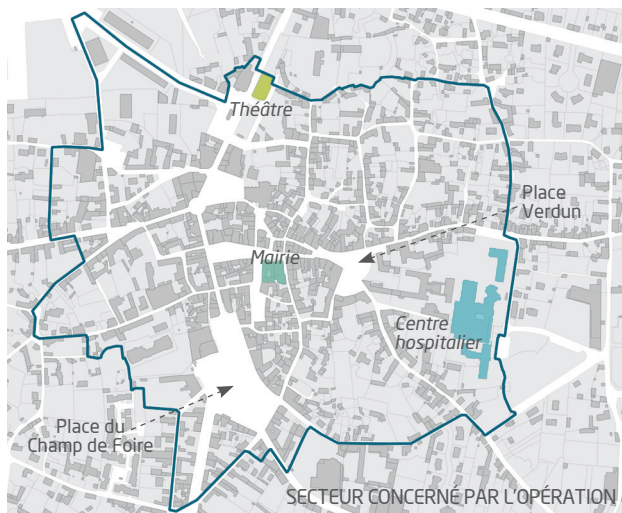 Théâtre
Place
Verdun
Mairie
Centre
hospitalier
Place du
Champ de Foire
SECTEUR CONCERNÉ PAR L'OPÉRATION